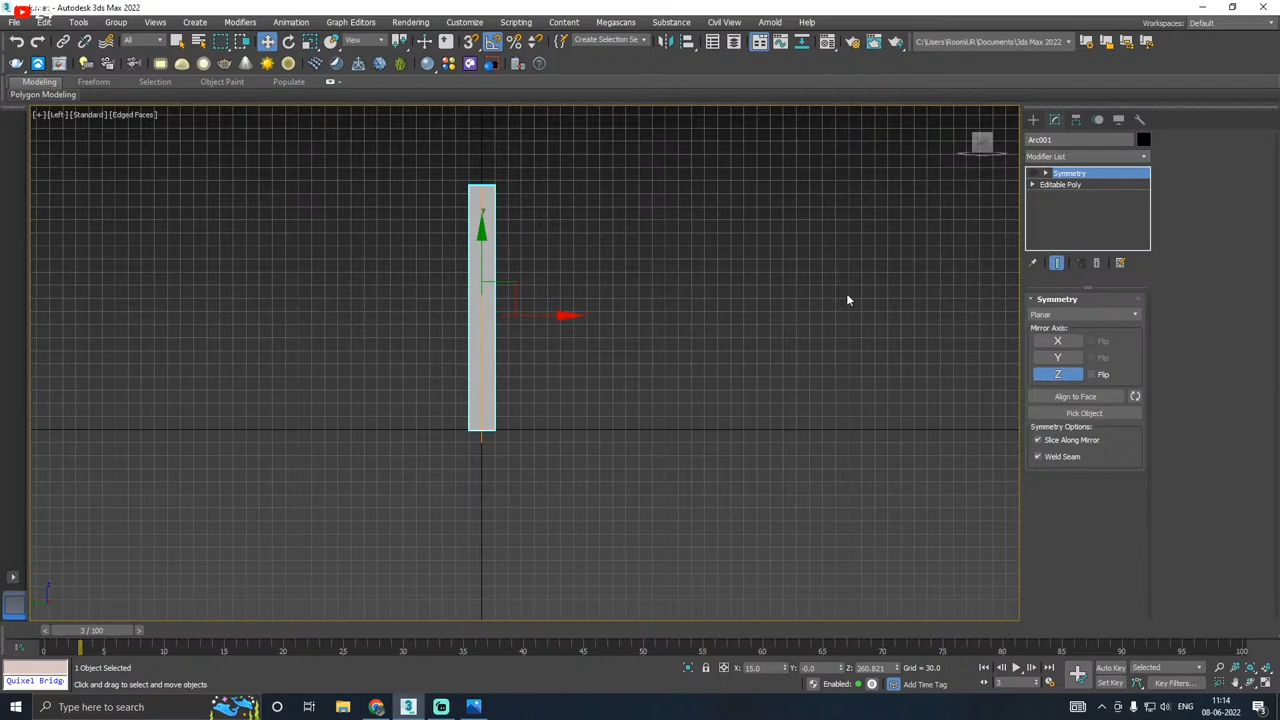 - Autodesk 3ds Max 2022
File Edit Tools Group Views Create Modifiers Animation Graph Editors Rendering Customize Scripting Content Megascans Substance Civil View Arnold Help
Workspaces: Default
All
View
Create Selection Se
C:\Users\RoomUR\Documents\3ds Max 2022
Modeling Freeform Selection Object Paint Populate
Polygon Modeling
[+] [Left] [Standard] [Edged Faces]
Arc001
Modifier List
Symmetry
Editable Poly
Symmetry
Planar
Mirror Axis:
X Flip
Y Flip
Z Flip
Align to Face
Pick Object
Symmetry Options:
Slice Along Mirror
Weld Seam
y
3 / 100
0 5 10 15 20 25 30 35 40 45 50 55 60 65 70 75 80 85 90 95 100
1 Object Selected
X: 15.0 Y: -0.0 Z: 260.821 Grid = 30.0
Auto Key Selected
Quixel Bridg
Click and drag to select and move objects
Enabled: Add Time Tag
3
Set Key Key Filters...
Type here to search
11:14
08-06-2022